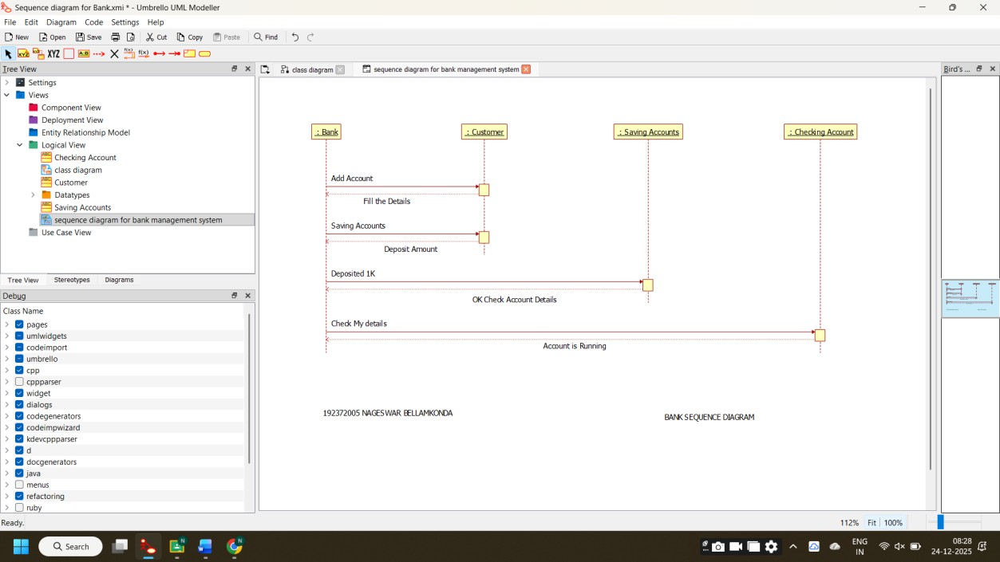 Sequence diagram for Bank.xmi * - Umbrello UML Modeller
File Edit Diagram Code Settings Help
New Open Save Cut Copy Paste Find
XYZ XYZ XYZ A:B f(x) f(x)
Tree View
Settings
Views
Component View
Deployment View
Entity Relationship Model
Logical View
ABC Checking Account
class diagram
ABC Customer
Datatypes
ABC Saving Accounts
sequence diagram for bank management system
Use Case View
Tree View Stereotypes Diagrams
Debug
Class Name
pages
umlwidgets
codeimport
umbrello
cpp
cppparser
widget
dialogs
codegenerators
codeimpwizard
kdevcppparser
d
docgenerators
java
menus
refactoring
ruby
class diagram sequence diagram for bank management system
: Bank : Customer : Saving Accounts : Checking Account
Add Account
Fill the Details
Saving Accounts
Deposit Amount
Deposited 1K
OK Check Account Details
Check My details
Account is Running
192372005 NAGESWAR BELLAMKONDA
BANK SEQUENCE DIAGRAM
Bird's ...
Ready.
112% Fit 100%
Search
N W N
ENG
IN
08:28
24-12-2025